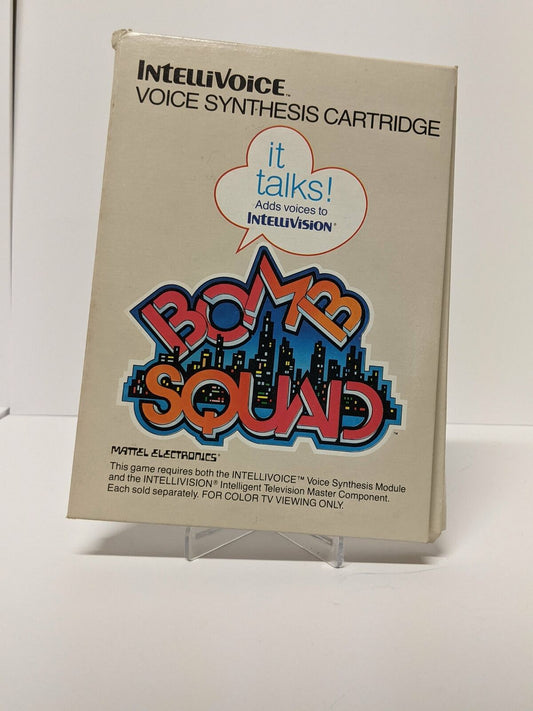 INTELLIVOICE™
VOICE SYNTHESIS CARTRIDGE
it
talks!
Adds voices to
INTELLIVISION®
BOMB
SQUAD™
MATTEL ELECTRONICS®
This game requires both the INTELLIVOICE™ Voice Synthesis Module
and the INTELLIVISION® Intelligent Television Master Component.
Each sold separately. FOR COLOR TV VIEWING ONLY.